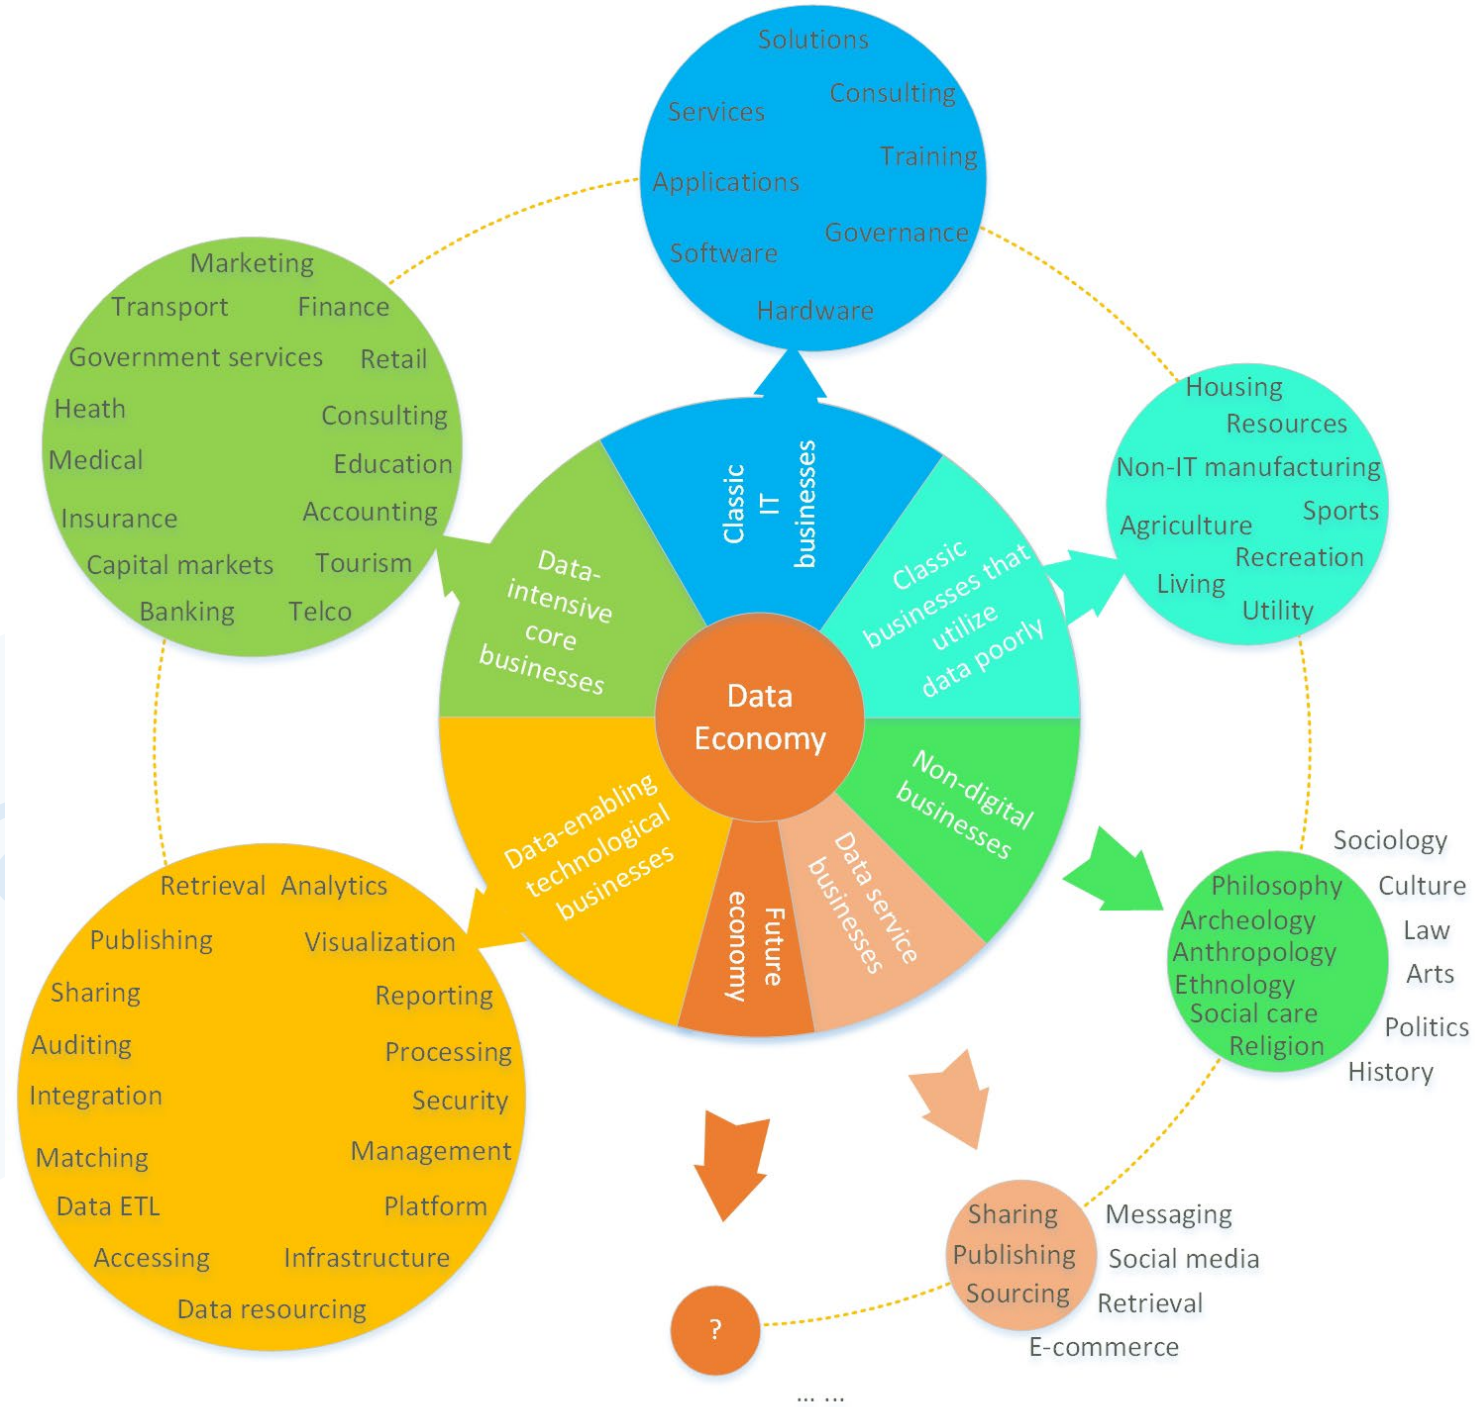 Solutions
Consulting
Services
Training
Applications
Governance
Software
Hardware
Marketing
Transport
Finance
Government services
Retail
Heath
Consulting
Medical
Education
Insurance
Accounting
Capital markets
Tourism
Banking
Telco
Housing
Resources
Non-IT manufacturing
Sports
Agriculture
Recreation
Living
Utility
Classic
IT
businesses
Classic
businesses that
utilize
data poorly
Data-
intensive
core
businesses
Data
Economy
Non-digital
businesses
Data-enabling
technological
businesses
Future
economy
Data service
businesses
Sociology
Philosophy
Culture
Archeology
Law
Anthropology
Arts
Ethnology
Social care
Politics
Religion
History
Retrieval
Analytics
Publishing
Visualization
Sharing
Reporting
Auditing
Processing
Integration
Security
Matching
Management
Data ETL
Platform
Accessing
Infrastructure
Data resourcing
Sharing
Messaging
Publishing
Social media
Sourcing
Retrieval
E-commerce
?
... ...